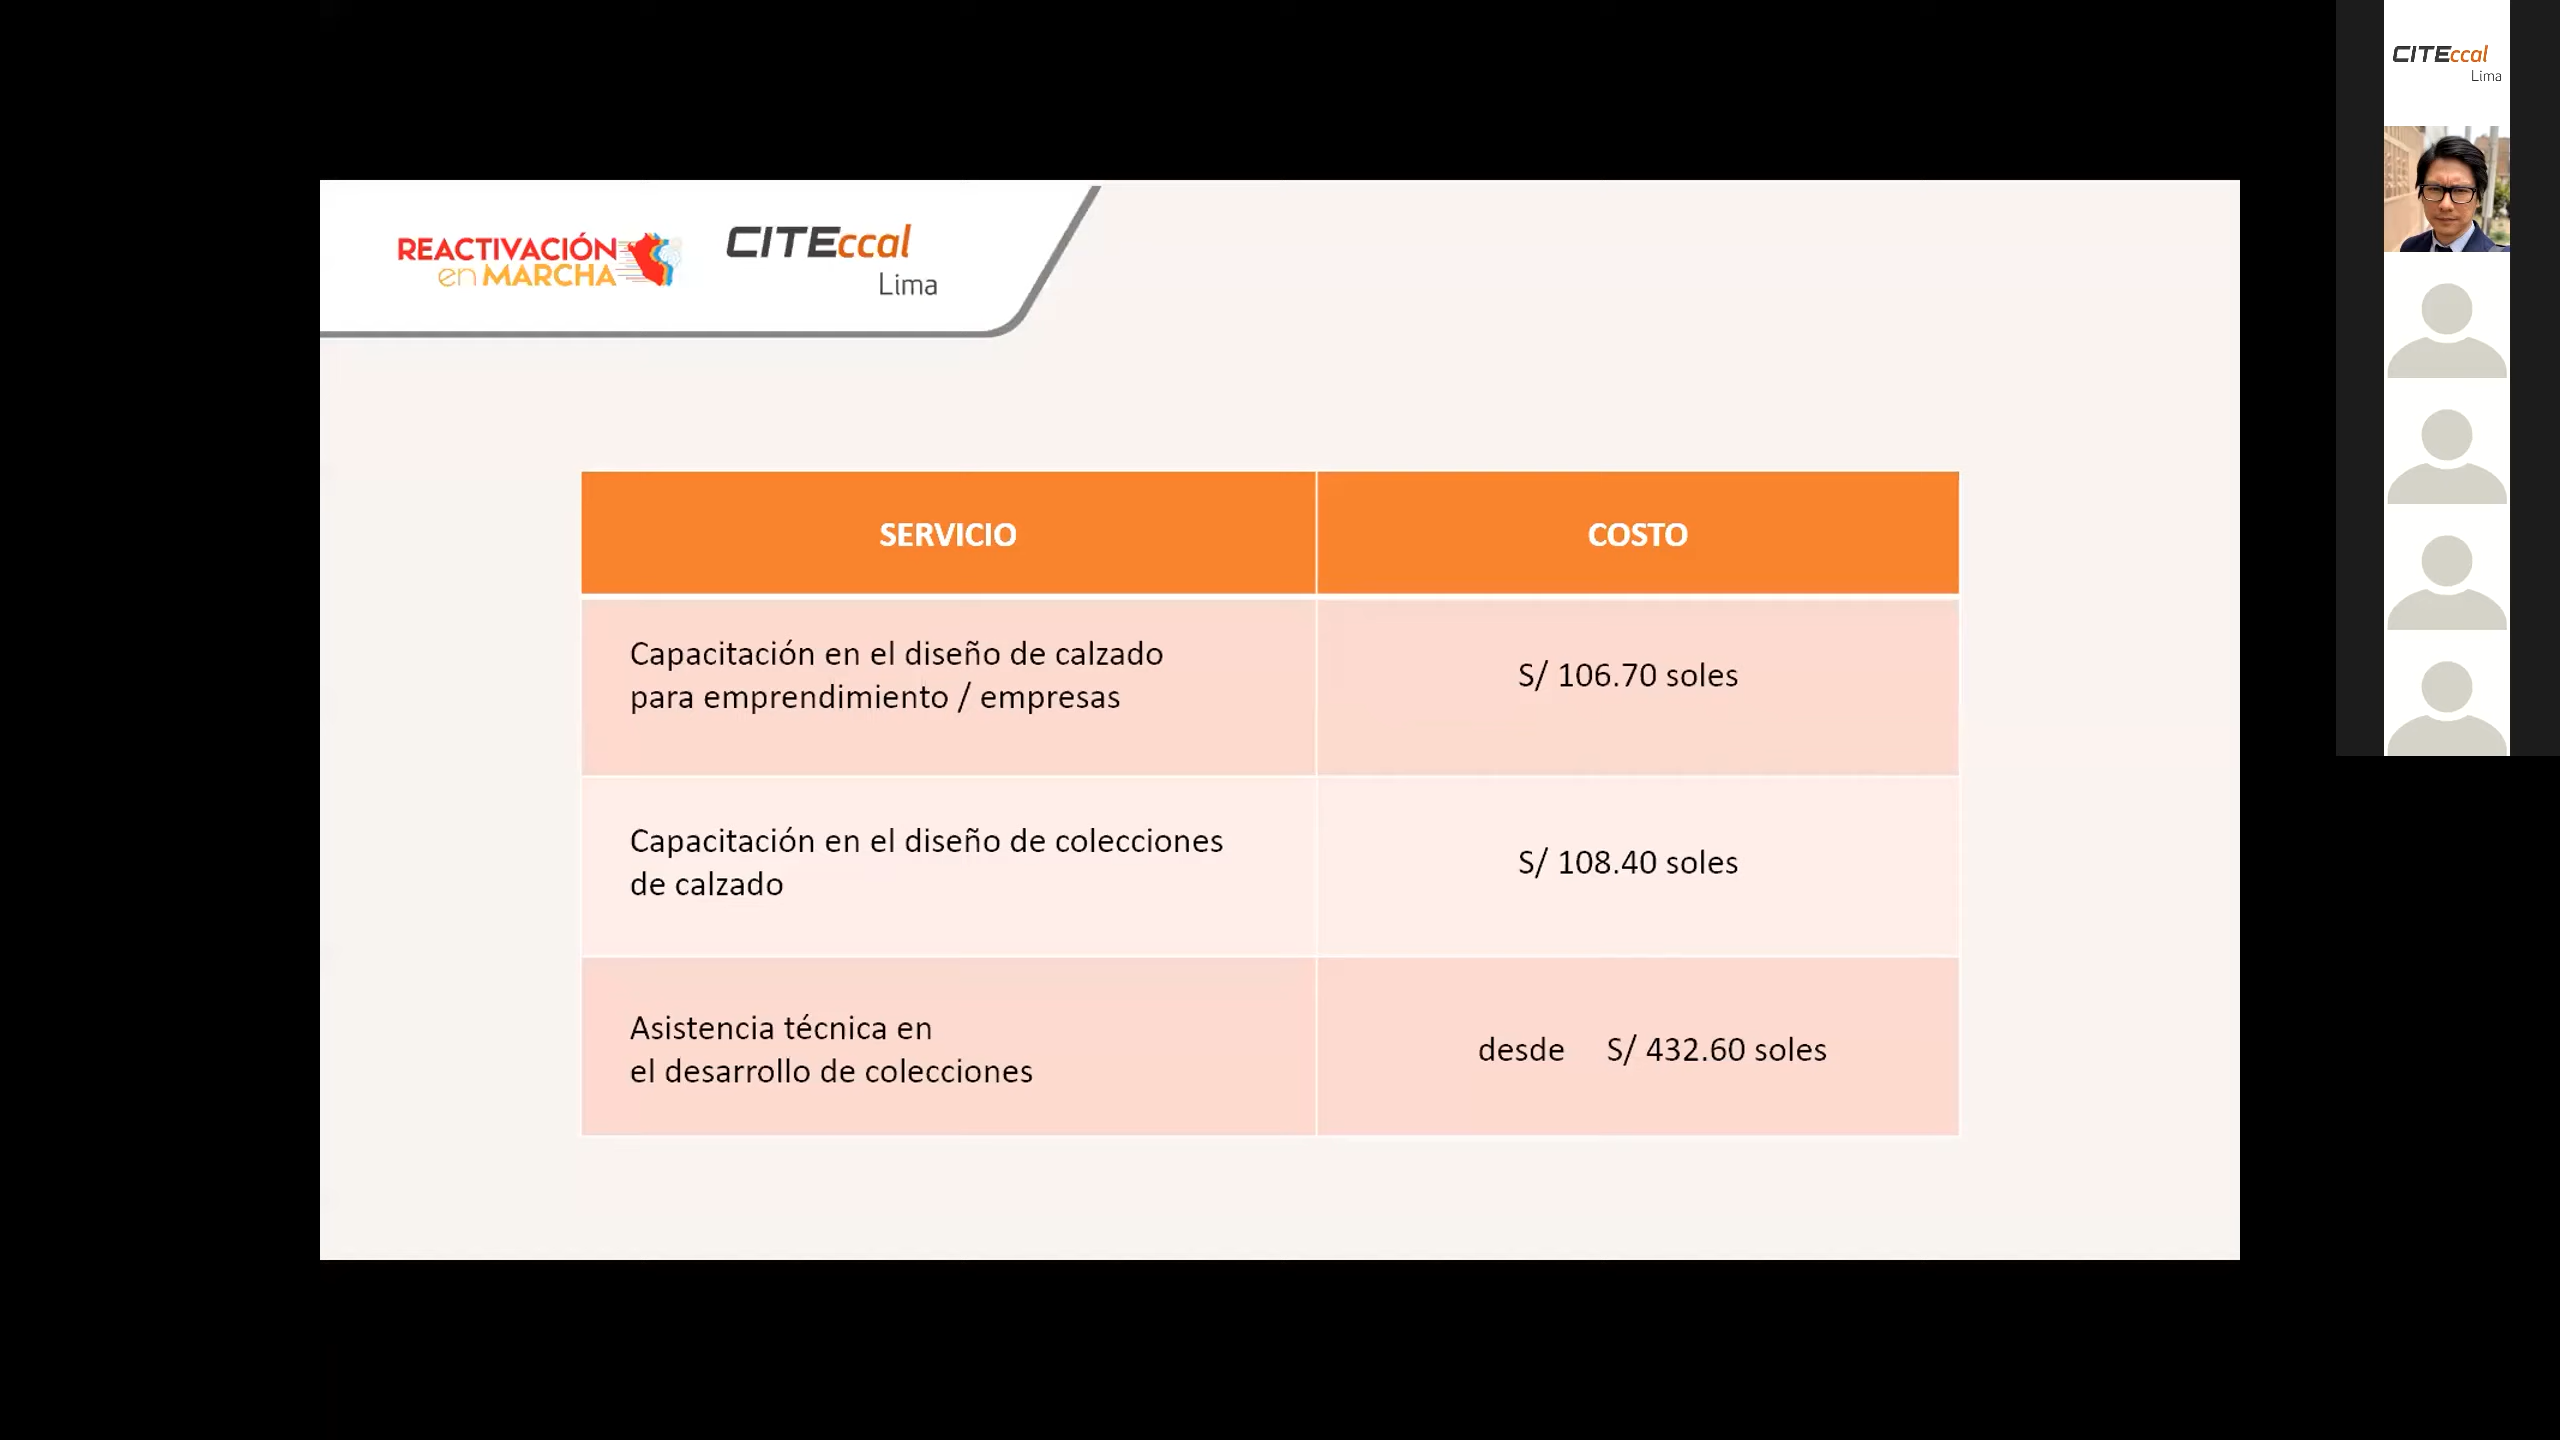 REACTIVACIÓN
en MARCHA
CITEccal
Lima
SERVICIO
COSTO
Capacitación en el diseño de calzado
para emprendimiento / empresas
S/ 106.70 soles
Capacitación en el diseño de colecciones
de calzado
S/ 108.40 soles
Asistencia técnica en
el desarrollo de colecciones
desde S/ 432.60 soles
CITEccal
Lima